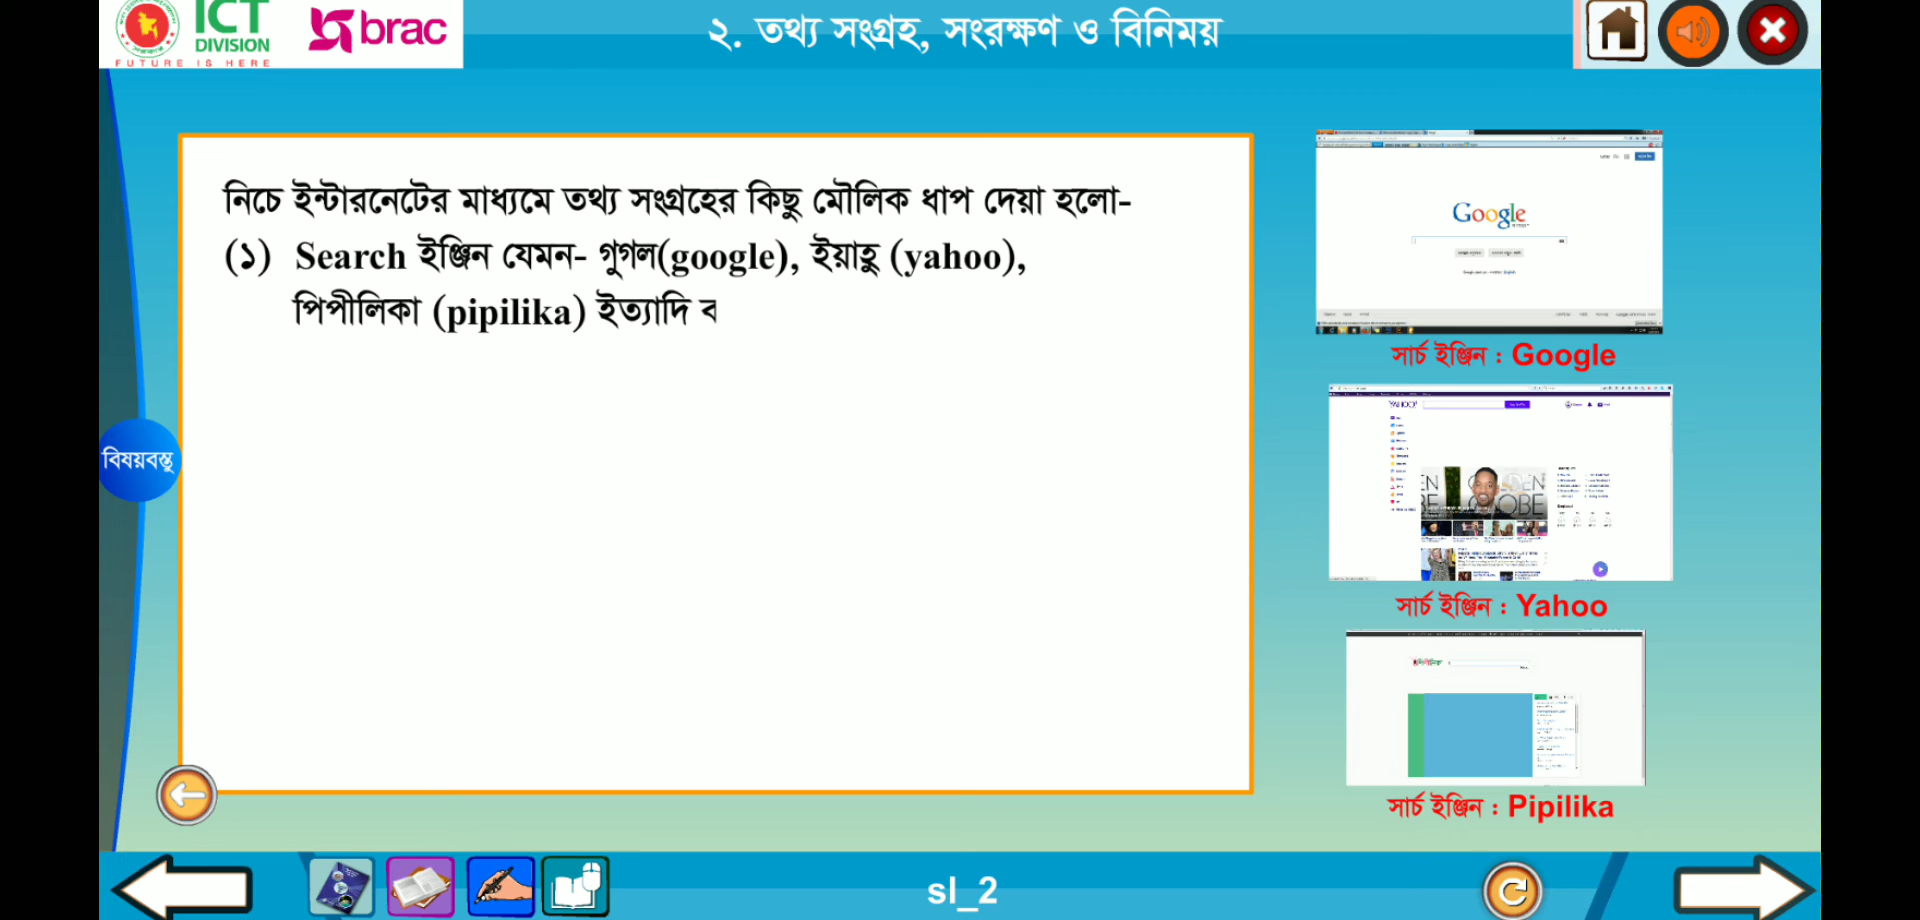 ICT
DIVISION
FUTURE IS HERE
brac
২. তথ্য সংগ্রহ, সংরক্ষণ ও বিনিময়
নিচে ইন্টারনেটের মাধ্যমে তথ্য সংগ্রহের কিছু মৌলিক ধাপ দেয়া হলো-
(১) Search ইঞ্জিন যেমন- গুগল(google), ইয়াহু (yahoo),
পিপীলিকা (pipilika) ইত্যাদি ব
বিষয়বস্তু
Google
সার্চ ইঞ্জিন : Google
YAHOO!
সার্চ ইঞ্জিন : Yahoo
সার্চ ইঞ্জিন : Pipilika
sl_2